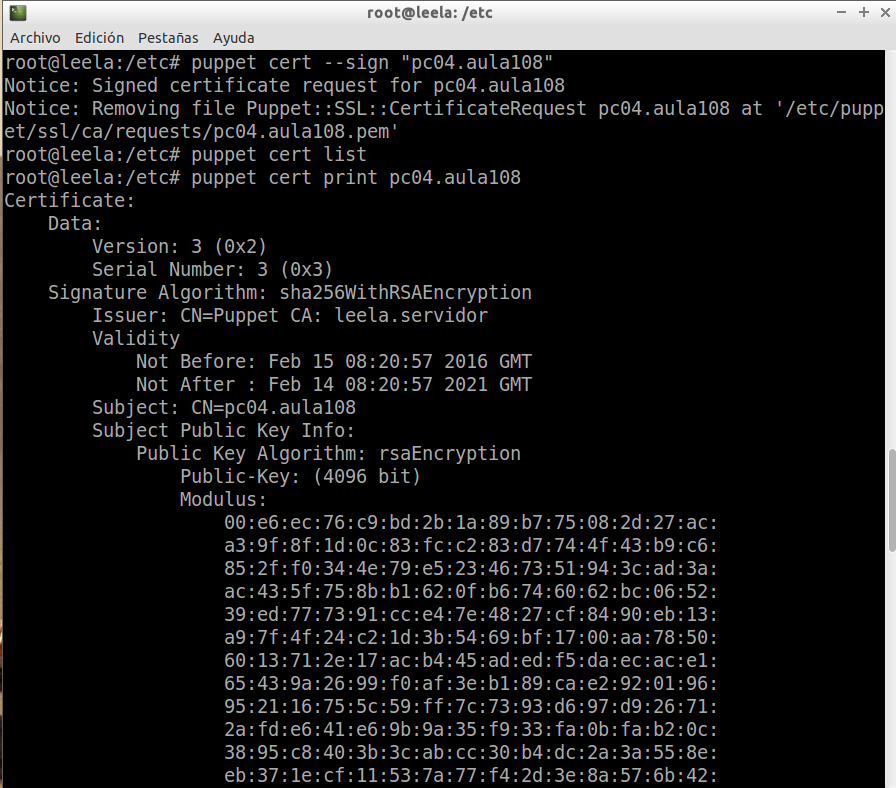 root@leela: /etc
Archivo Edición Pestañas Ayuda
root@leela:/etc# puppet cert --sign "pc04.aula108"
Notice: Signed certificate request for pc04.aula108
Notice: Removing file Puppet::SSL::CertificateRequest pc04.aula108 at '/etc/pupp
et/ssl/ca/requests/pc04.aula108.pem'
root@leela:/etc# puppet cert list
root@leela:/etc# puppet cert print pc04.aula108
Certificate:
    Data:
        Version: 3 (0x2)
        Serial Number: 3 (0x3)
    Signature Algorithm: sha256WithRSAEncryption
        Issuer: CN=Puppet CA: leela.servidor
        Validity
            Not Before: Feb 15 08:20:57 2016 GMT
            Not After : Feb 14 08:20:57 2021 GMT
        Subject: CN=pc04.aula108
        Subject Public Key Info:
            Public Key Algorithm: rsaEncryption
                Public-Key: (4096 bit)
                Modulus:
                    00:e6:ec:76:c9:bd:2b:1a:89:b7:75:08:2d:27:ac:
                    a3:9f:8f:1d:0c:83:fc:c2:83:d7:74:4f:43:b9:c6:
                    85:2f:f0:34:4e:79:e5:23:46:73:51:94:3c:ad:3a:
                    ac:43:5f:75:8b:b1:62:0f:b6:74:60:62:bc:06:52:
                    39:ed:77:73:91:cc:e4:7e:48:27:cf:84:90:eb:13:
                    a9:7f:4f:24:c2:1d:3b:54:69:bf:17:00:aa:78:50:
                    60:13:71:2e:17:ac:b4:45:ad:ed:f5:da:ec:ac:e1:
                    65:43:9a:26:99:f0:af:3e:b1:89:ca:e2:92:01:96:
                    95:21:16:75:5c:59:ff:7c:73:93:d6:97:d9:26:71:
                    2a:fd:e6:41:e6:9b:9a:35:f9:33:fa:0b:fa:b2:0c:
                    38:95:c8:40:3b:3c:ab:cc:30:b4:dc:2a:3a:55:8e:
                    eb:37:1e:cf:11:53:7a:77:f4:2d:3e:8a:57:6b:42: